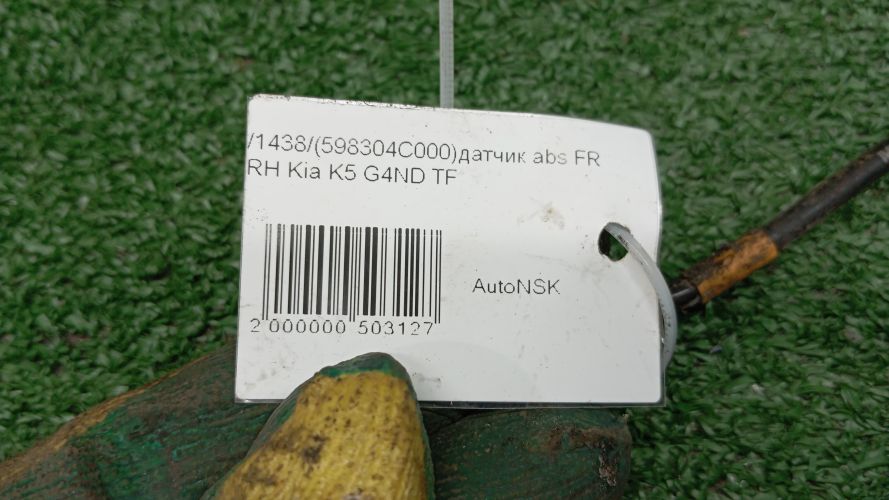 /1438/(598304C000)датчик abs FR
RH Kia K5 G4ND TF
AutoNSK
2 000000 503127